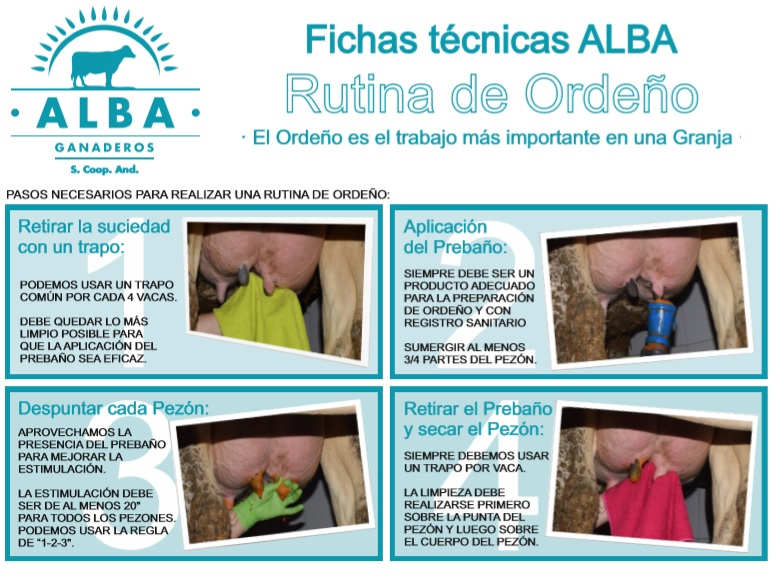 ALBA
GANADEROS
S. Coop. And.
Fichas técnicas ALBA
Rutina de Ordeño
· El Ordeño es el trabajo más importante en una Granja ·
PASOS NECESARIOS PARA REALIZAR UNA RUTINA DE ORDEÑO:
1
Retirar la suciedad
con un trapo:
PODEMOS USAR UN TRAPO
COMÚN POR CADA 4 VACAS.
DEBE QUEDAR LO MÁS
LIMPIO POSIBLE PARA
QUE LA APLICACIÓN DEL
PREBAÑO SEA EFICAZ.
2
Aplicación
del Prebaño:
SIEMPRE DEBE SER UN
PRODUCTO ADECUADO
PARA LA PREPARACIÓN
DE ORDEÑO Y CON
REGISTRO SANITARIO
SUMERGIR AL MENOS
3/4 PARTES DEL PEZÓN.
3
Despuntar cada Pezón:
APROVECHAMOS LA
PRESENCIA DEL PREBAÑO
PARA MEJORAR LA
ESTIMULACIÓN.
LA ESTIMULACIÓN DEBE
SER DE AL MENOS 20"
PARA TODOS LOS PEZONES.
PODEMOS USAR LA REGLA
DE "1-2-3".
4
Retirar el Prebaño
y secar el Pezón:
SIEMPRE DEBEMOS USAR
UN TRAPO POR VACA.
LA LIMPIEZA DEBE
REALIZARSE PRIMERO
SOBRE LA PUNTA DEL
PEZÓN Y LUEGO SOBRE
EL CUERPO DEL PEZÓN.